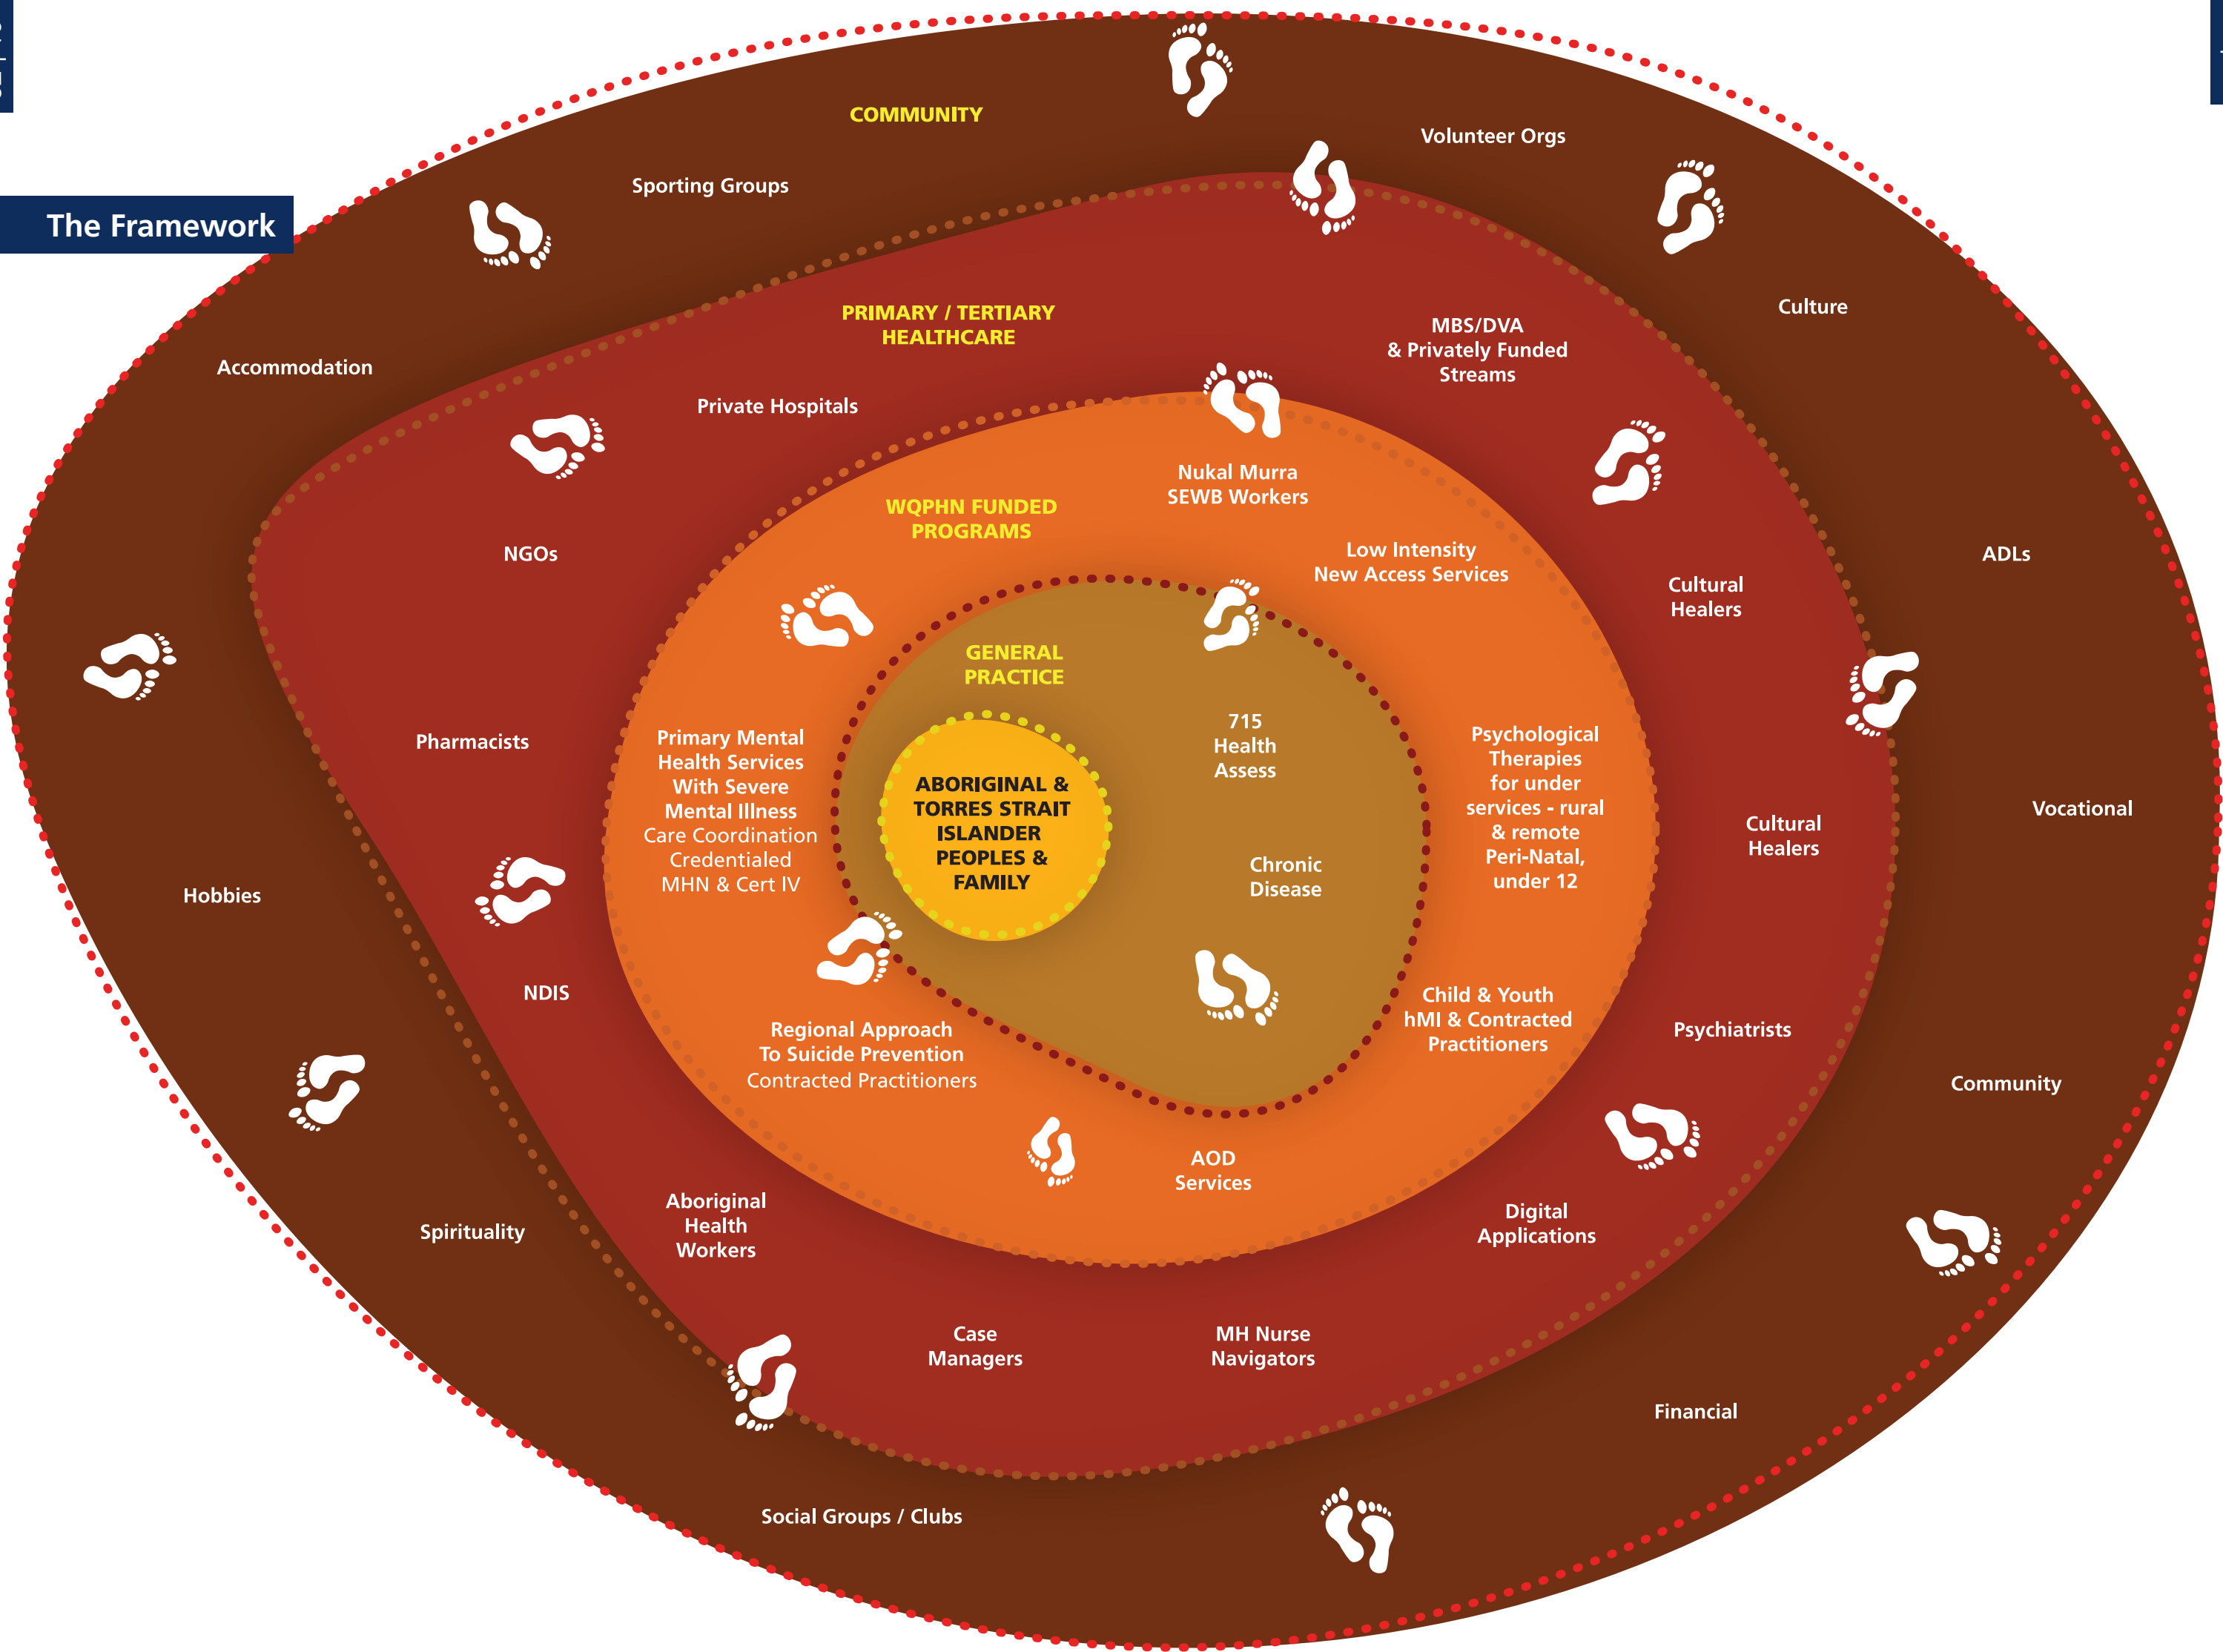 The Framework
COMMUNITY
Volunteer Orgs
Sporting Groups
Culture
Accommodation
ADLs
Vocational
Hobbies
Community
Spirituality
Financial
Social Groups / Clubs
PRIMARY / TERTIARY
HEALTHCARE
MBS/DVA
& Privately Funded
Streams
Private Hospitals
NGOs
Cultural
Healers
Pharmacists
Cultural
Healers
NDIS
Psychiatrists
Aboriginal
Health
Workers
Digital
Applications
Case
Managers
MH Nurse
Navigators
WQPHN FUNDED
PROGRAMS
Nukal Murra
SEWB Workers
Low Intensity
New Access Services
Primary Mental
Health Services
With Severe
Mental Illness
Care Coordination
Credentialed
MHN & Cert IV
Psychological
Therapies
for under
services - rural
& remote
Peri-Natal,
under 12
Regional Approach
To Suicide Prevention
Contracted Practitioners
Child & Youth
hMI & Contracted
Practitioners
AOD
Services
GENERAL
PRACTICE
715
Health
Assess
Chronic
Disease
ABORIGINAL &
TORRES STRAIT
ISLANDER
PEOPLES &
FAMILY